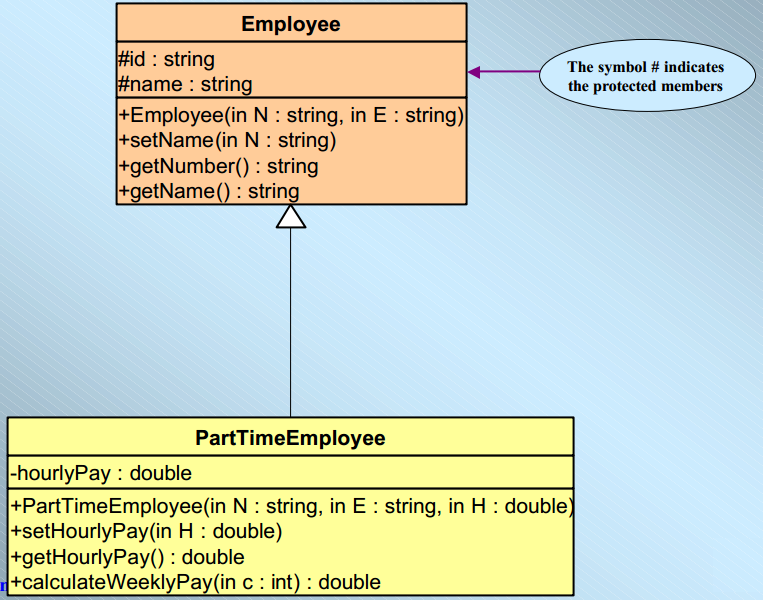 Employee
#id : string
#name : string
The symbol # indicates
the protected members
+Employee(in N : string, in E : string)
+setName(in N : string)
+getNumber() : string
+getName() : string
PartTimeEmployee
-hourlyPay : double
+PartTimeEmployee(in N : string, in E : string, in H : double)
+setHourlyPay(in H : double)
+getHourlyPay() : double
+calculateWeeklyPay(in c : int) : double